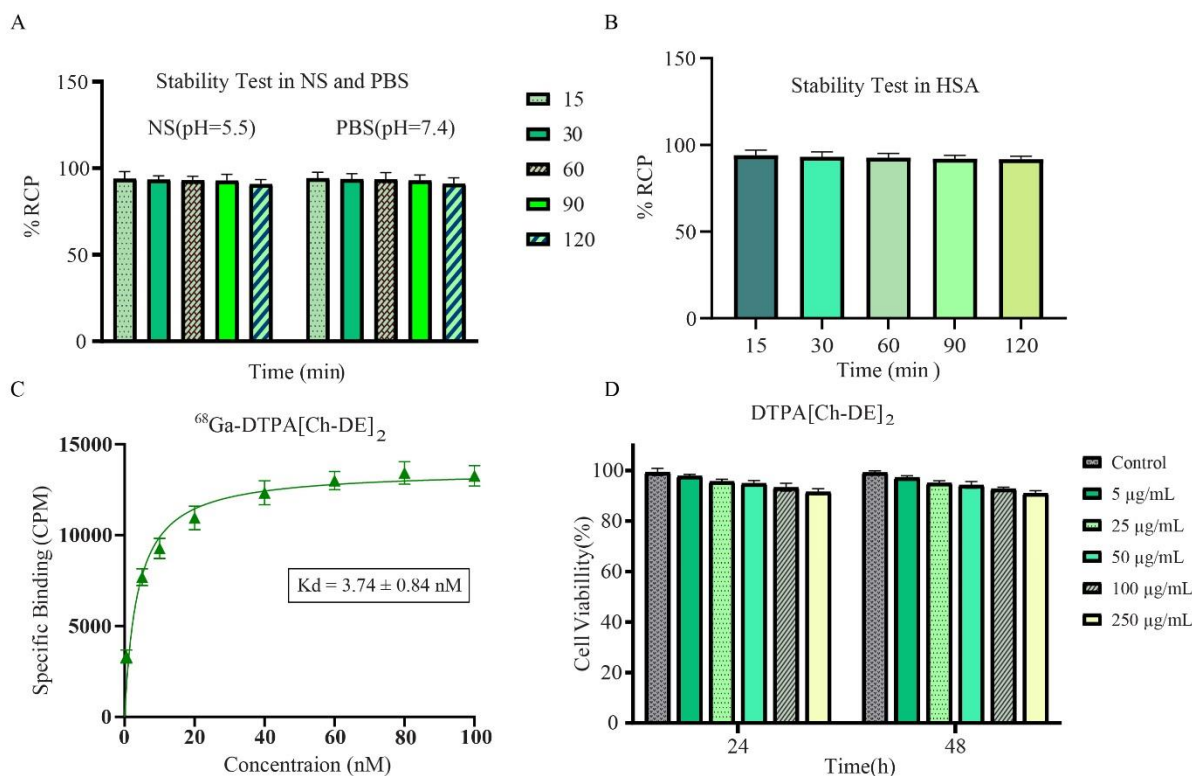 A
Stability Test in NS and PBS
NS(pH=5.5)
PBS(pH=7.4)
150
100
50
0
% RCP
Time (min)
15
30
60
90
120
B
Stability Test in HSA
150
100
50
0
% RCP
15 30 60 90 120
Time (min )
C
⁶⁸Ga-DTPA[Ch-DE]₂
15000
10000
5000
0
Specific Binding (CPM)
Kd = 3.74 ± 0.84 nM
0 20 40 60 80 100
Concentraion (nM)
D
DTPA[Ch-DE]₂
100
80
60
40
20
0
Cell Viabillity(%)
24 48
Time(h)
Control
5 µg/mL
25 µg/mL
50 µg/mL
100 µg/mL
250 µg/mL